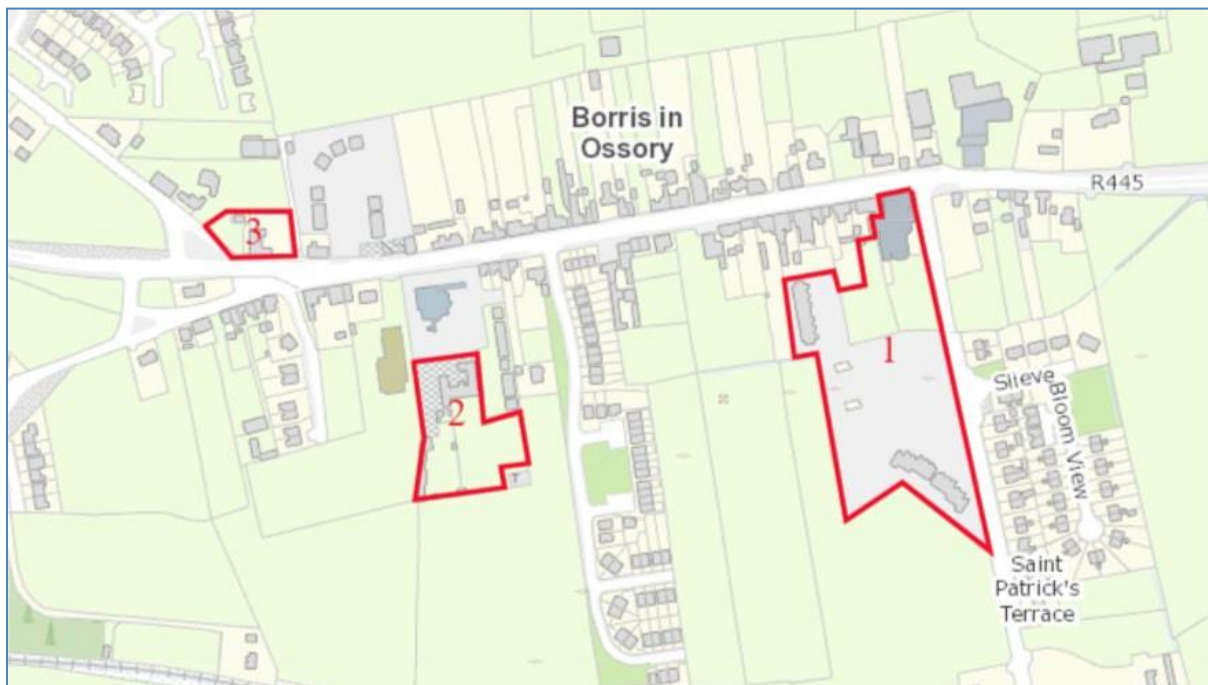 Borris in
Ossory
R445
3
1
2
Slieve
Bloom View
Saint
Patrick's
Terrace
T